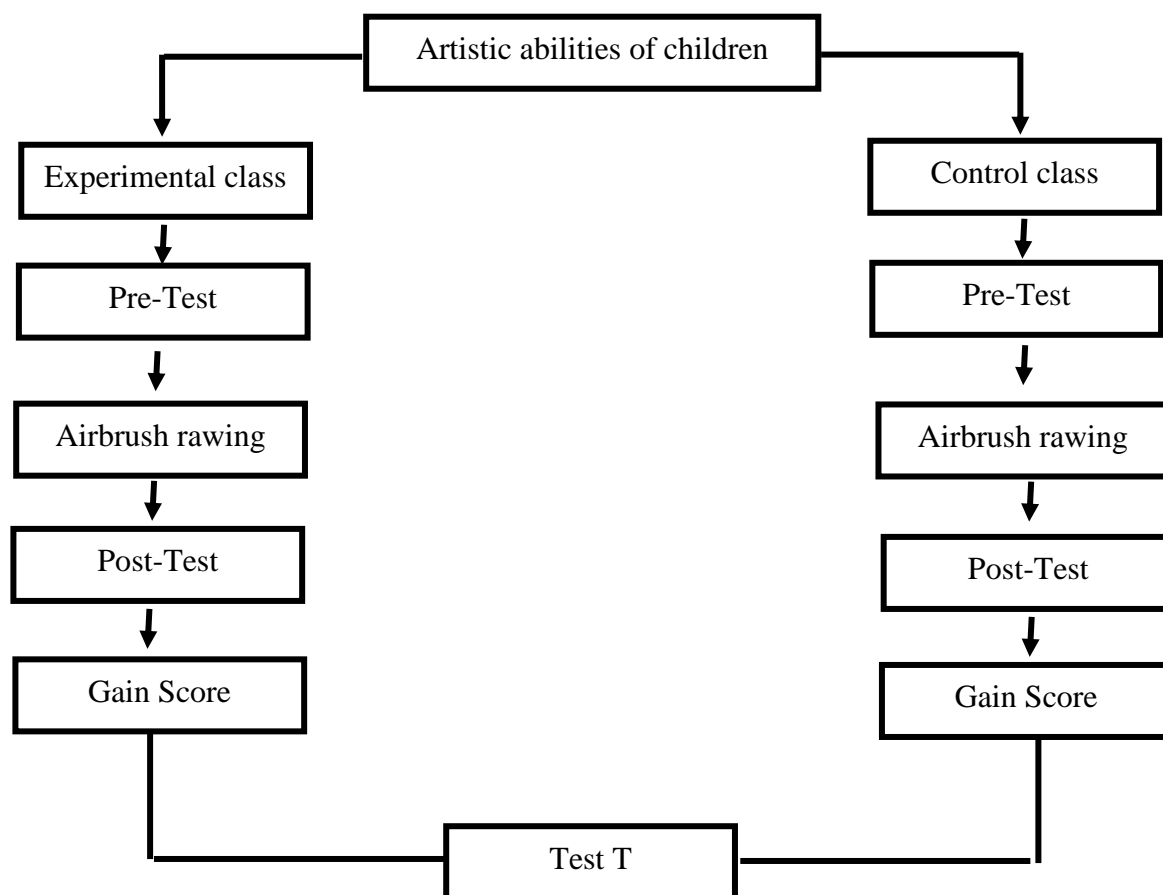 Artistic abilities of children
Experimental class
Control class
Pre-Test
Pre-Test
Airbrush rawing
Airbrush rawing
Post-Test
Post-Test
Gain Score
Gain Score
Test T